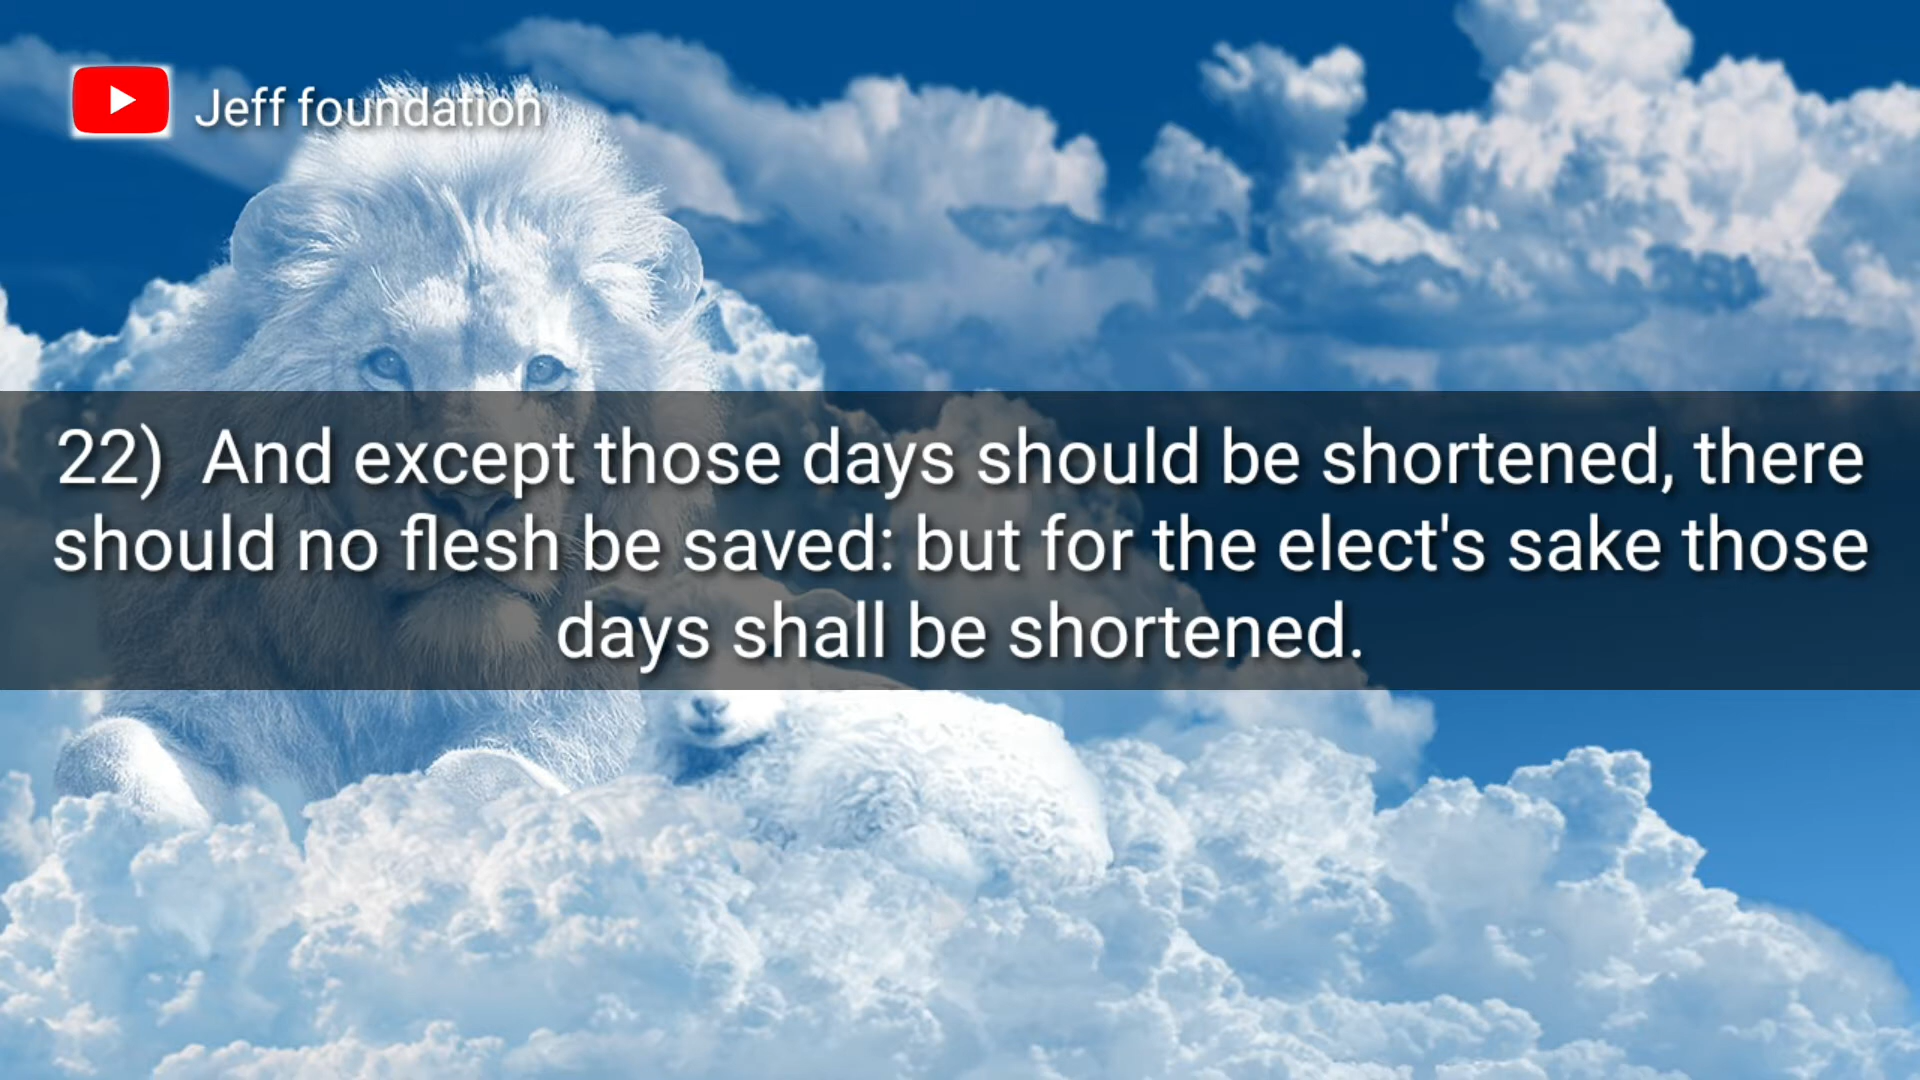 Jeff foundation
22) And except those days should be shortened, there
should no flesh be saved: but for the elect's sake those
days shall be shortened.